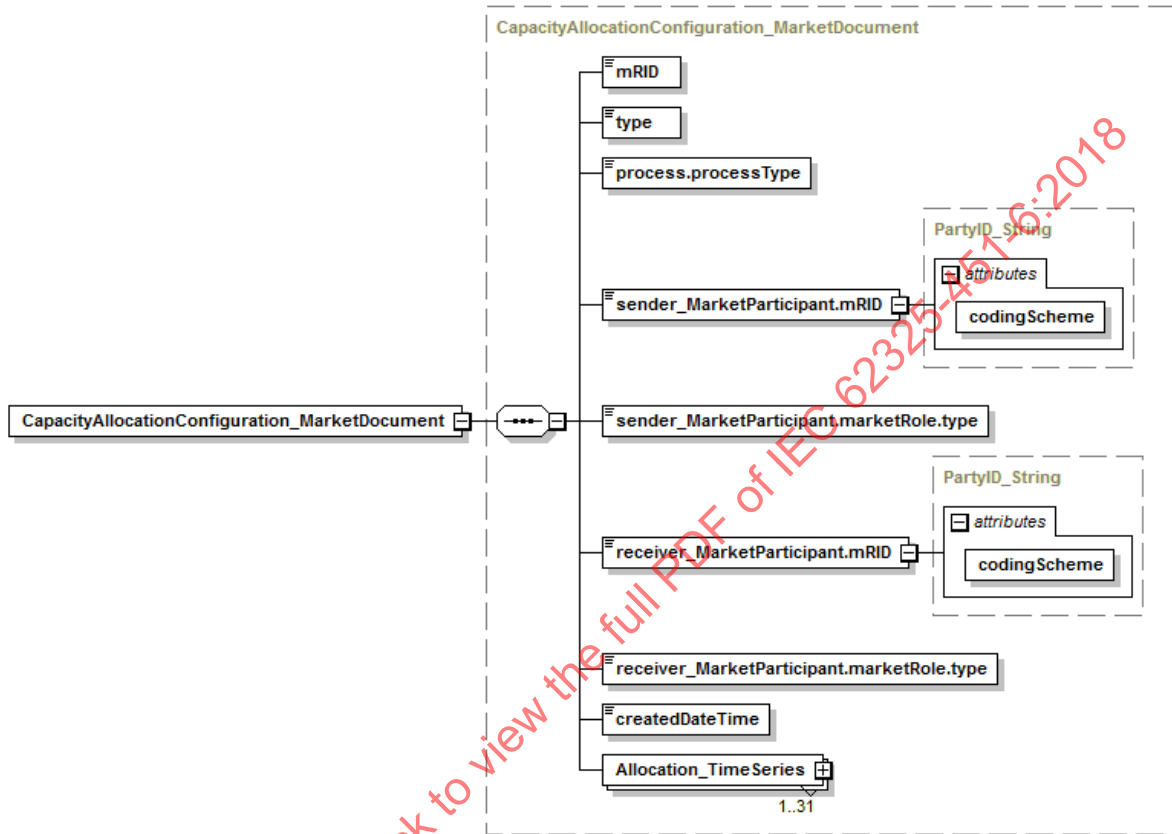 CapacityAllocationConfiguration_MarketDocument
mRID
type
process.processType
PartyID_String
attributes
sender_MarketParticipant.mRID
codingScheme
CapacityAllocationConfiguration_MarketDocument
sender_MarketParticipant.marketRole.type
PartyID_String
attributes
receiver_MarketParticipant.mRID
codingScheme
receiver_MarketParticipant.marketRole.type
createdDateTime
Allocation_TimeSeries
1..31
k to view the full PDF of IEC 62325-451-6:2018